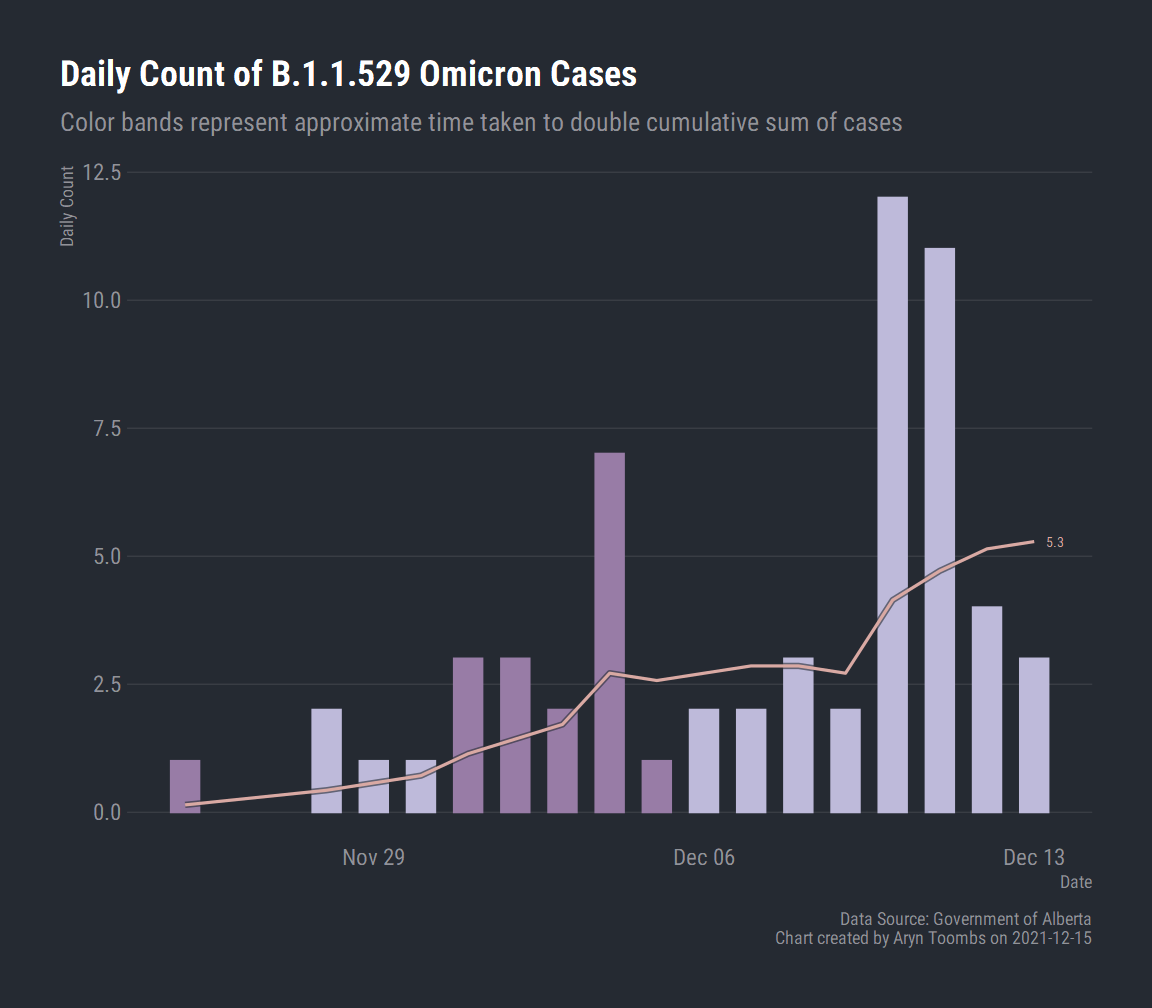 Daily Count of B.1.1.529 Omicron Cases
Color bands represent approximate time taken to double cumulative sum of cases
Daily Count
12.5
10.0
7.5
5.0
2.5
0.0
5.3
Nov 29
Dec 06
Dec 13
Date
Data Source: Government of Alberta
Chart created by Aryn Toombs on 2021-12-15